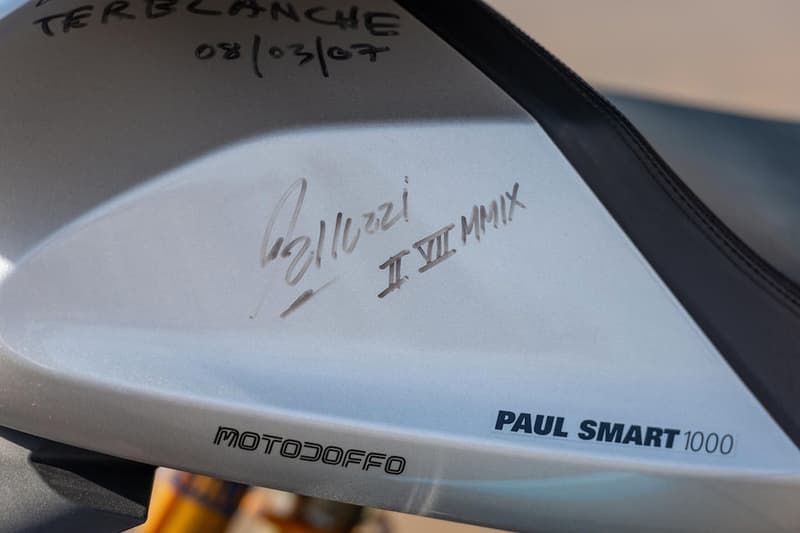 TERBLANCHE
08/03/07
II. VII. MMIX
PAUL SMART 1000
MOTODOFFO